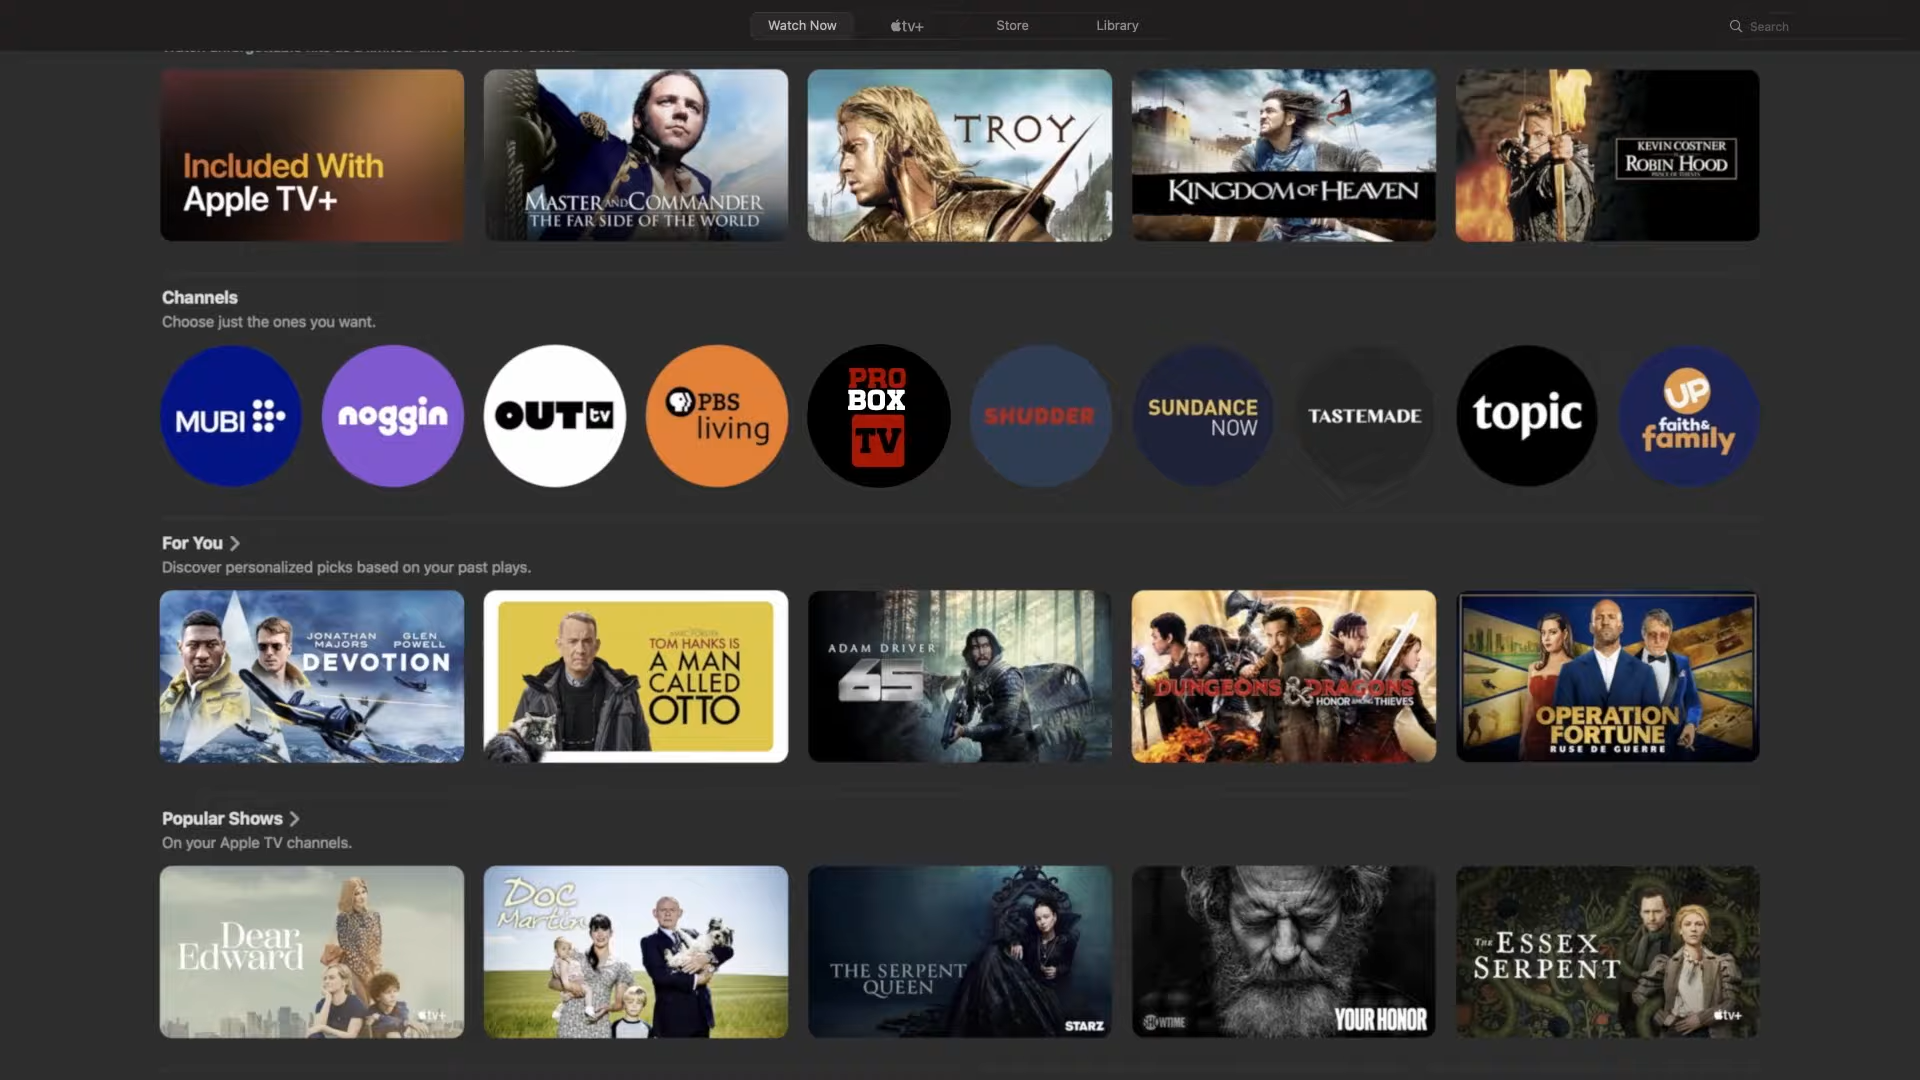 Watch Now
tv+
Store
Library
Search
Included With
Apple TV+
MASTER AND COMMANDER
THE FAR SIDE OF THE WORLD
TROY
KINGDOM OF HEAVEN
KEVIN COSTNER
ROBIN HOOD
PRINCE OF THIEVES
Channels
Choose just the ones you want.
MUBI
noggin
OUT tv
PBS
living
PRO
BOX
TV
SHUDDER
SUNDANCE
NOW
TASTEMADE
topic
UP
faith&
family
For You
Discover personalized picks based on your past plays.
JONATHAN MAJORS
GLEN POWELL
DEVOTION
TOM HANKS IS
A MAN
CALLED
OTTO
ADAM DRIVER
65
DUNGEONS & DRAGONS
HONOR AMONG THIEVES
OPERATION
FORTUNE
RUSE DE GUERRE
Popular Shows
On your Apple TV channels.
Dear
Edward
tv+
Doc
Martin
THE SERPENT
QUEEN
STARZ
SHOWTIME
YOUR HONOR
THE ESSEX
SERPENT
tv+